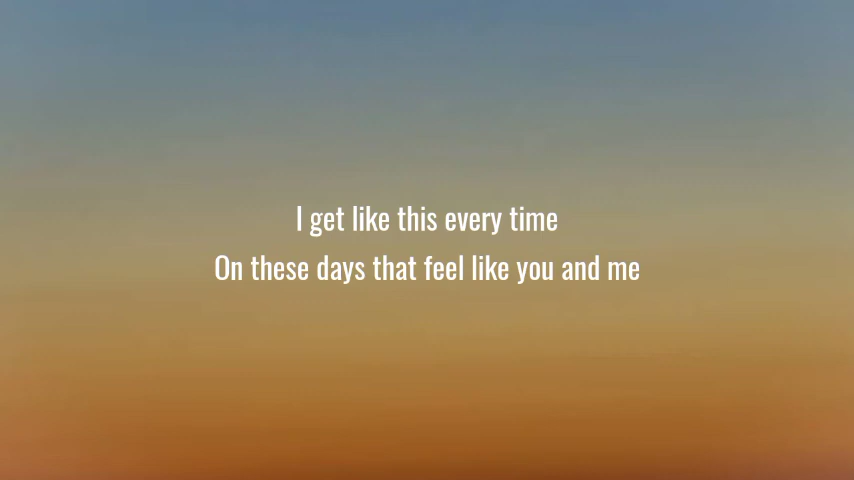 I get like this every time
On these days that feel like you and me